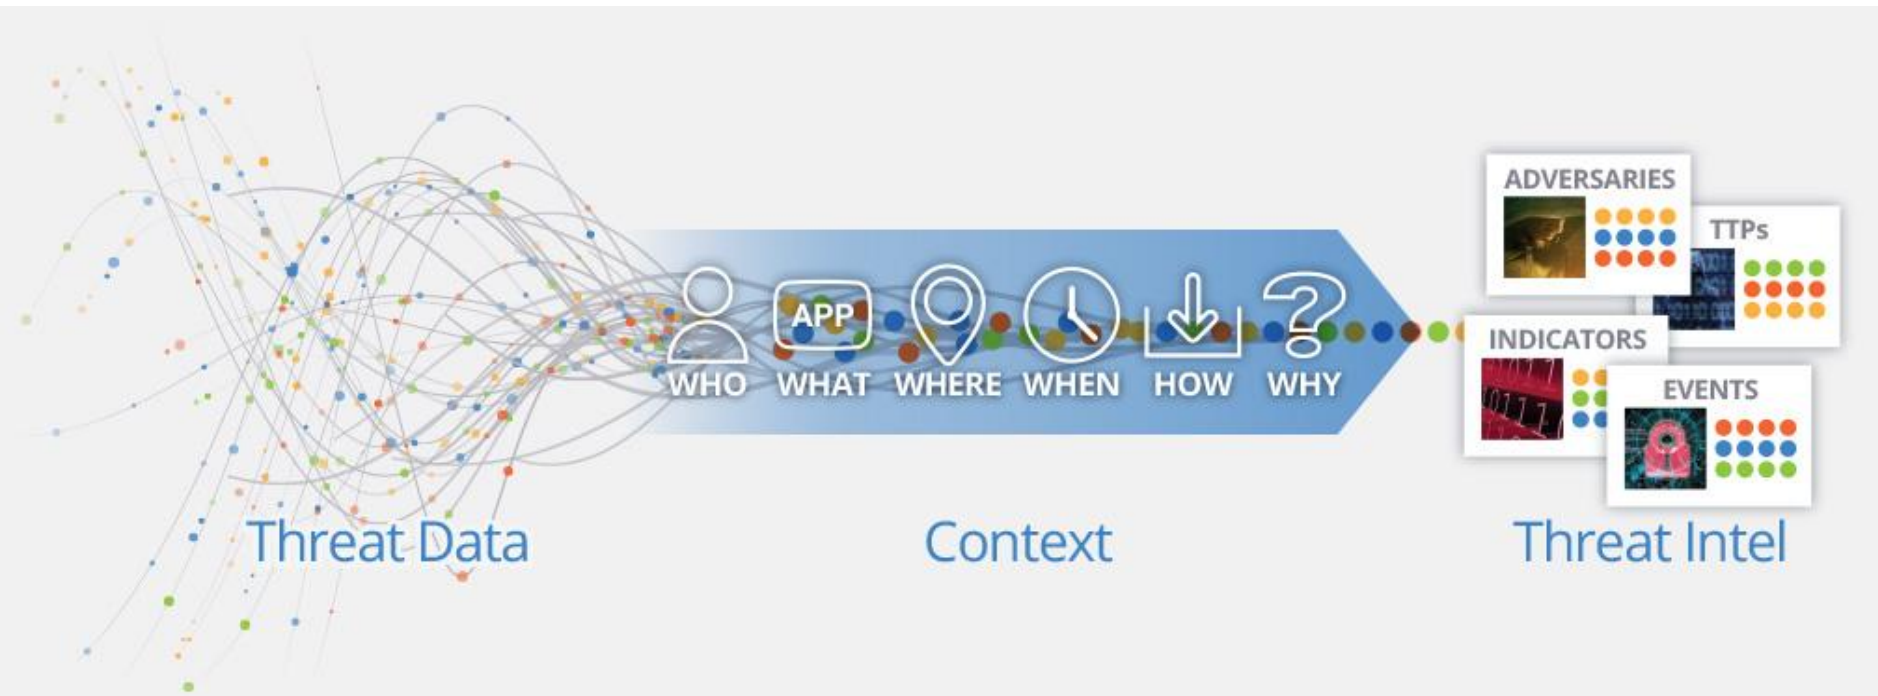 APP
WHO WHAT WHERE WHEN HOW WHY
ADVERSARIES
TTPs
INDICATORS
EVENTS
Threat Data
Context
Threat Intel